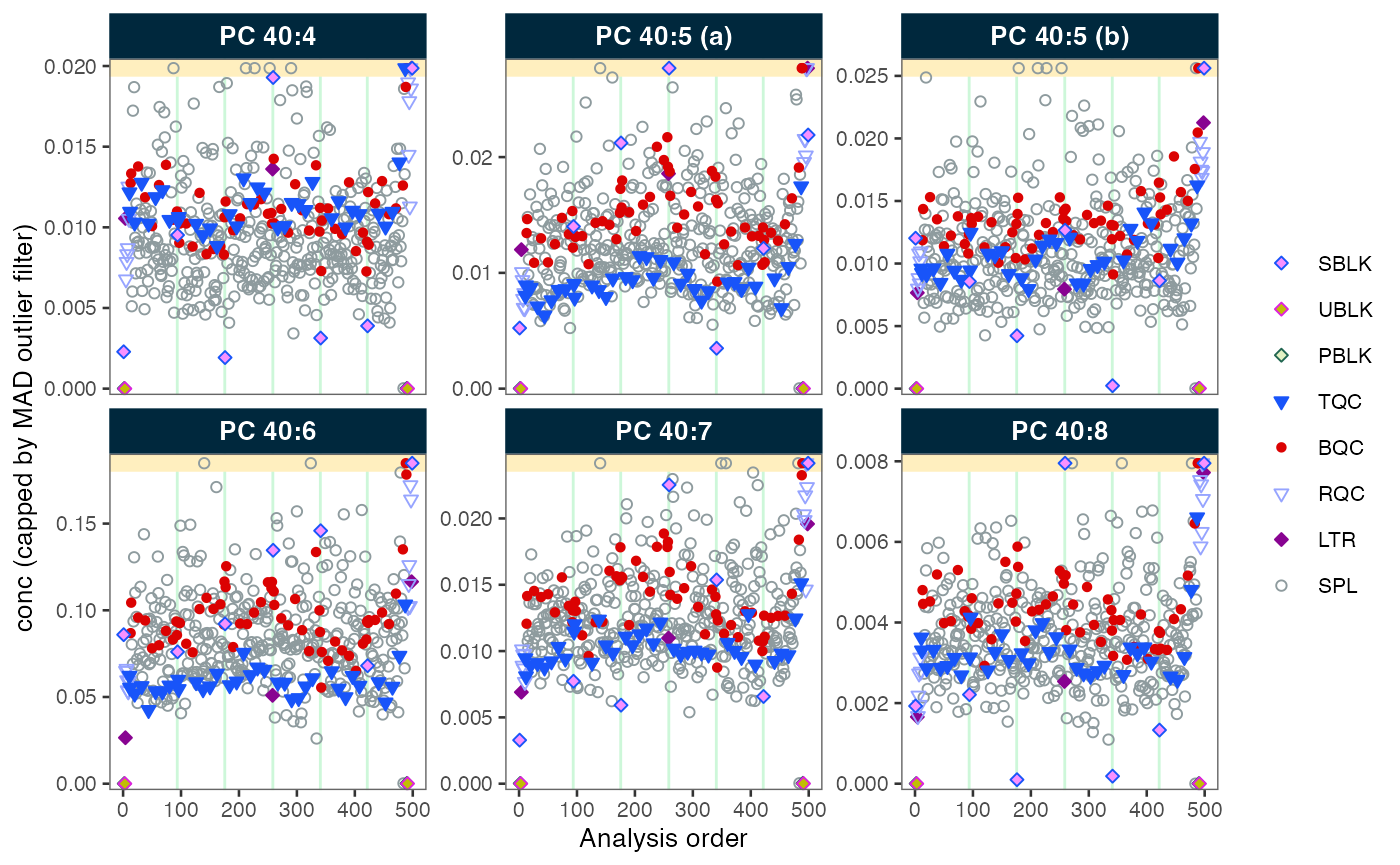 PC 40:4
PC 40:5 (a)
PC 40:5 (b)
0.020
0.015
0.010
0.005
0.000
0.02
0.01
0.00
0.025
0.020
0.015
0.010
0.005
0.000
PC 40:6
PC 40:7
PC 40:8
0.15
0.10
0.05
0.00
0.020
0.015
0.010
0.005
0.000
0.008
0.006
0.004
0.002
0.000
0 100 200 300 400 500
0 100 200 300 400 500
0 100 200 300 400 500
Analysis order
conc (capped by MAD outlier filter)
SBLK
UBLK
PBLK
TQC
BQC
RQC
LTR
SPL